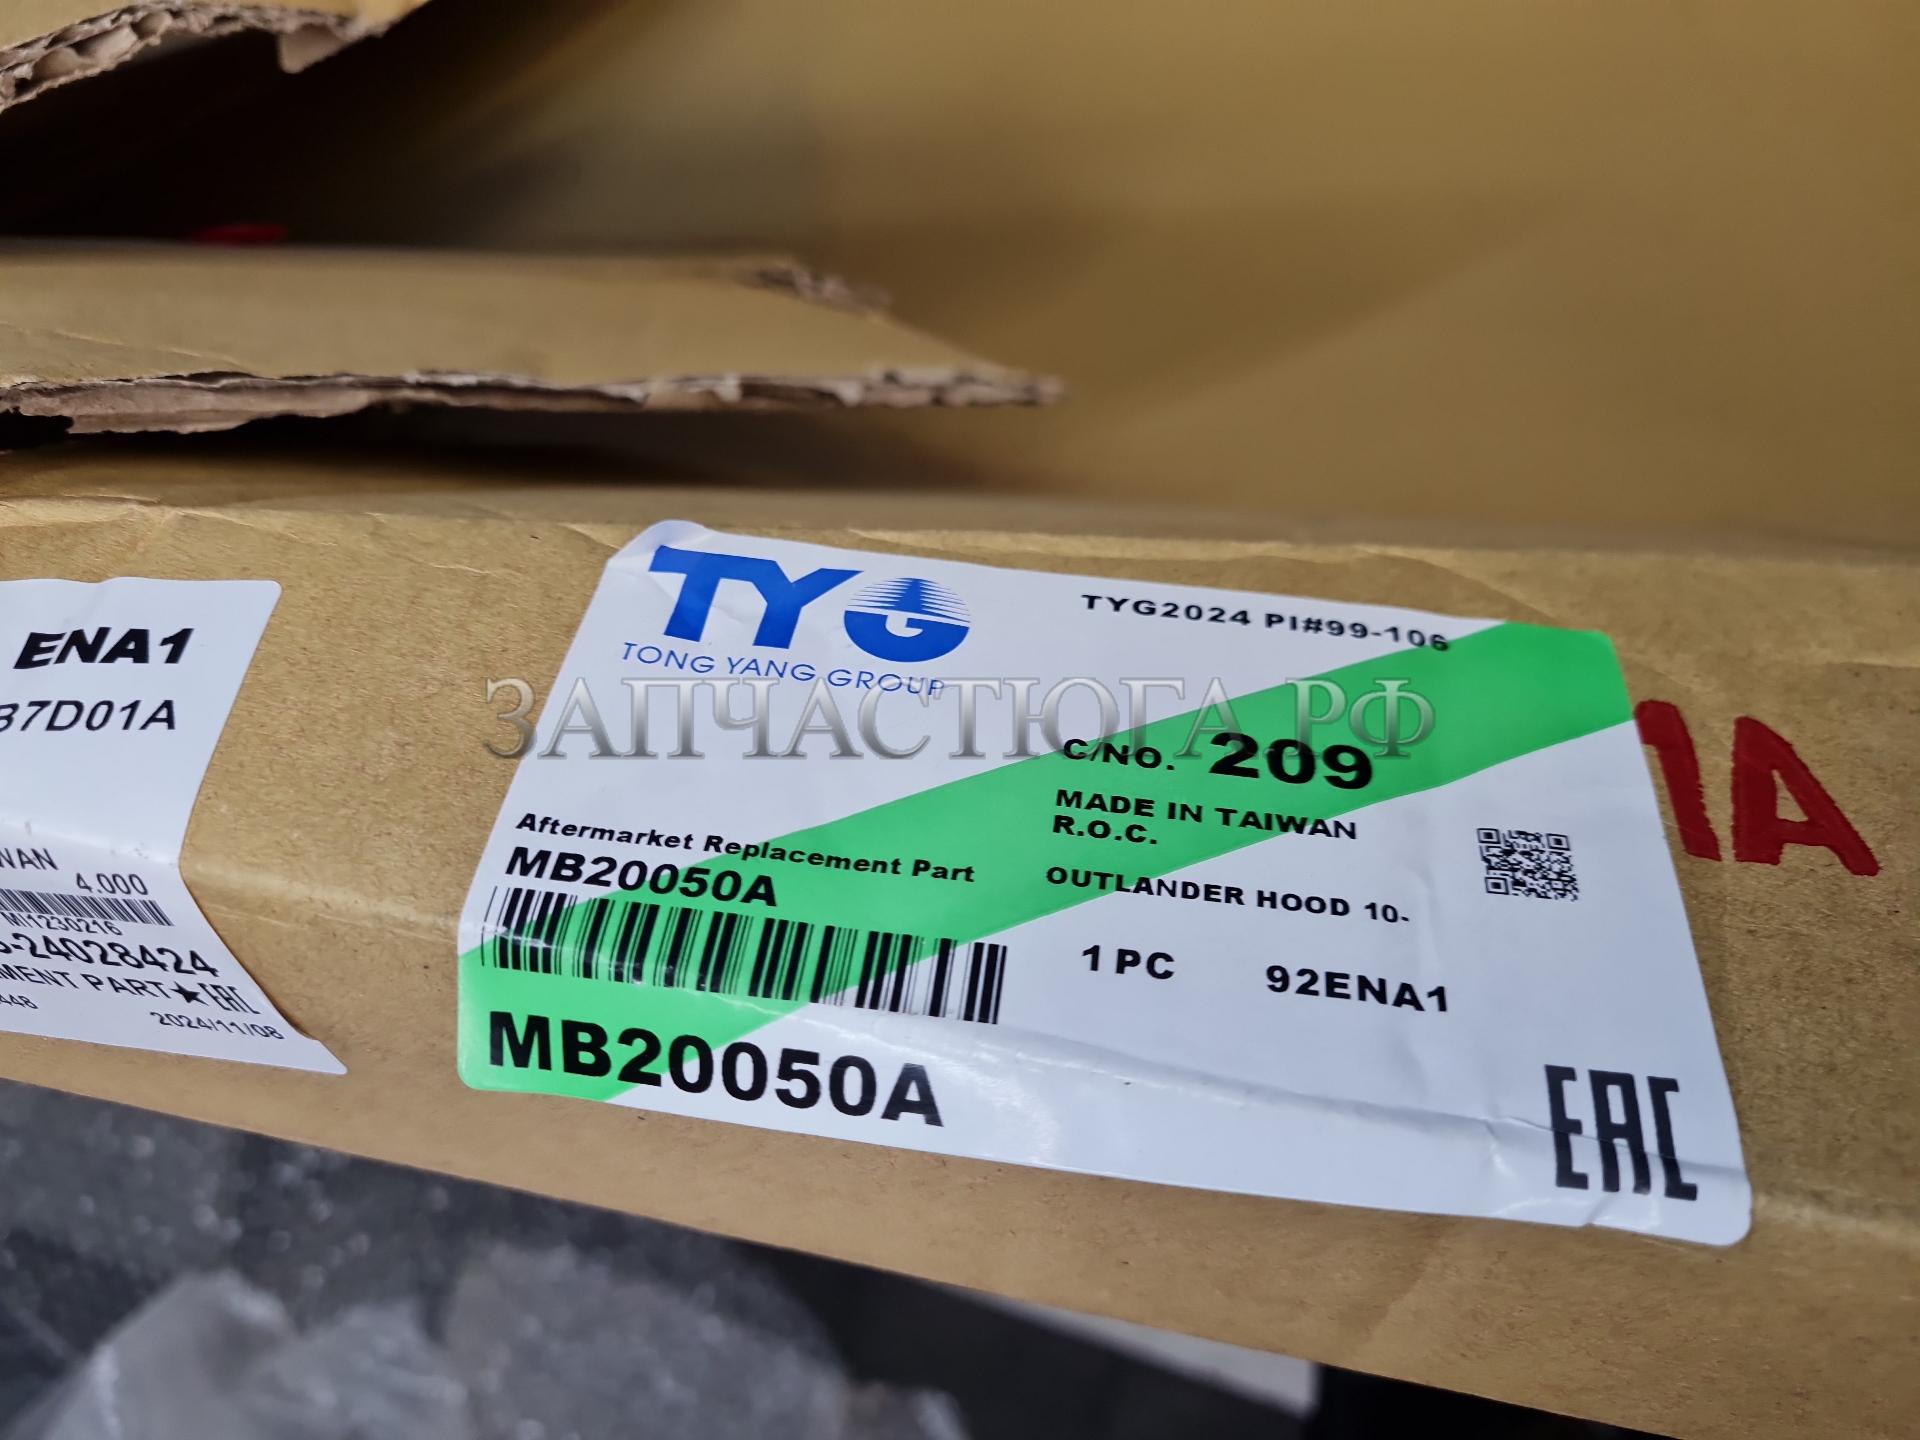 ENA1
37D01A
WAN
4.000
MI1230216
-24028424
MENT PART★EAC
448
2024/11/08
TYG
TONG YANG GROUP
TYG2024 PI#99-106
ЗАПЧАСТЮГА.РФ
C/NO. 209
MADE IN TAIWAN
R.O.C.
Aftermarket Replacement Part
MB20050A
OUTLANDER HOOD 10-
1 PC 92ENA1
MB20050A
EAC
1A